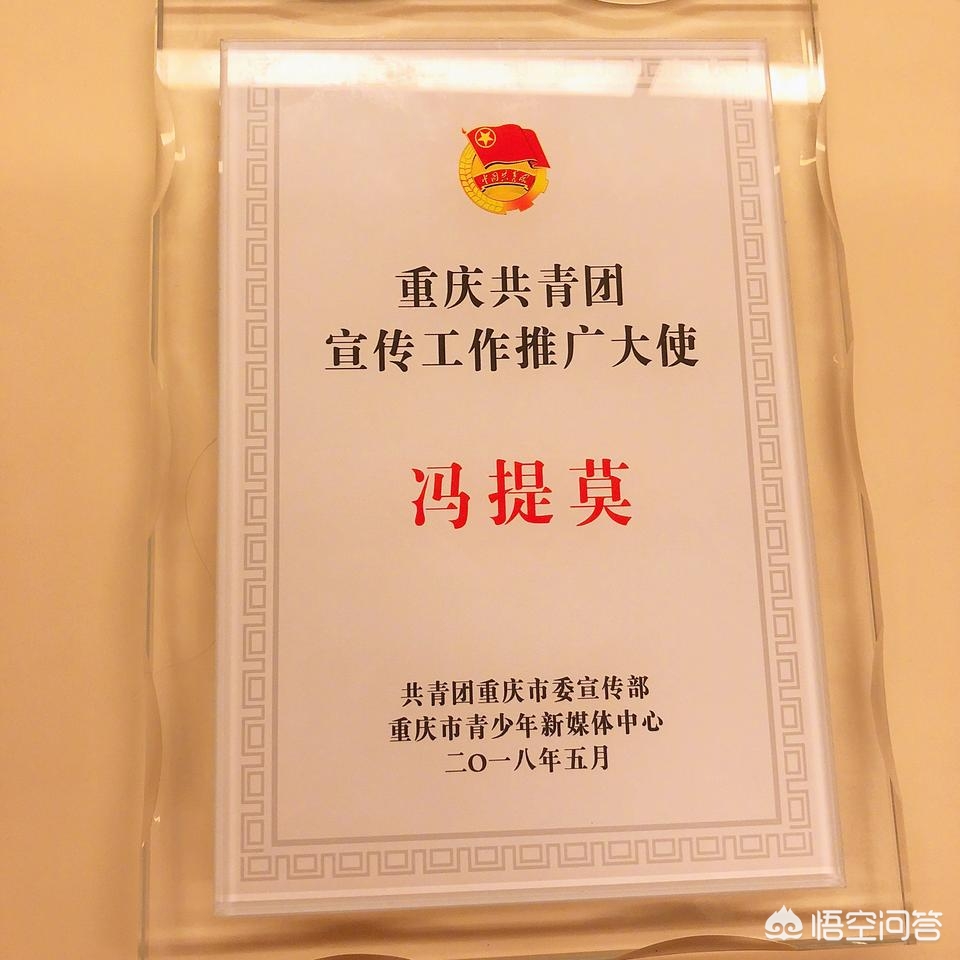 中国共青团
重庆共青团
宣传工作推广大使
冯提莫
共青团重庆市委宣传部
重庆市青少年新媒体中心
二〇一八年五月
悟空问答